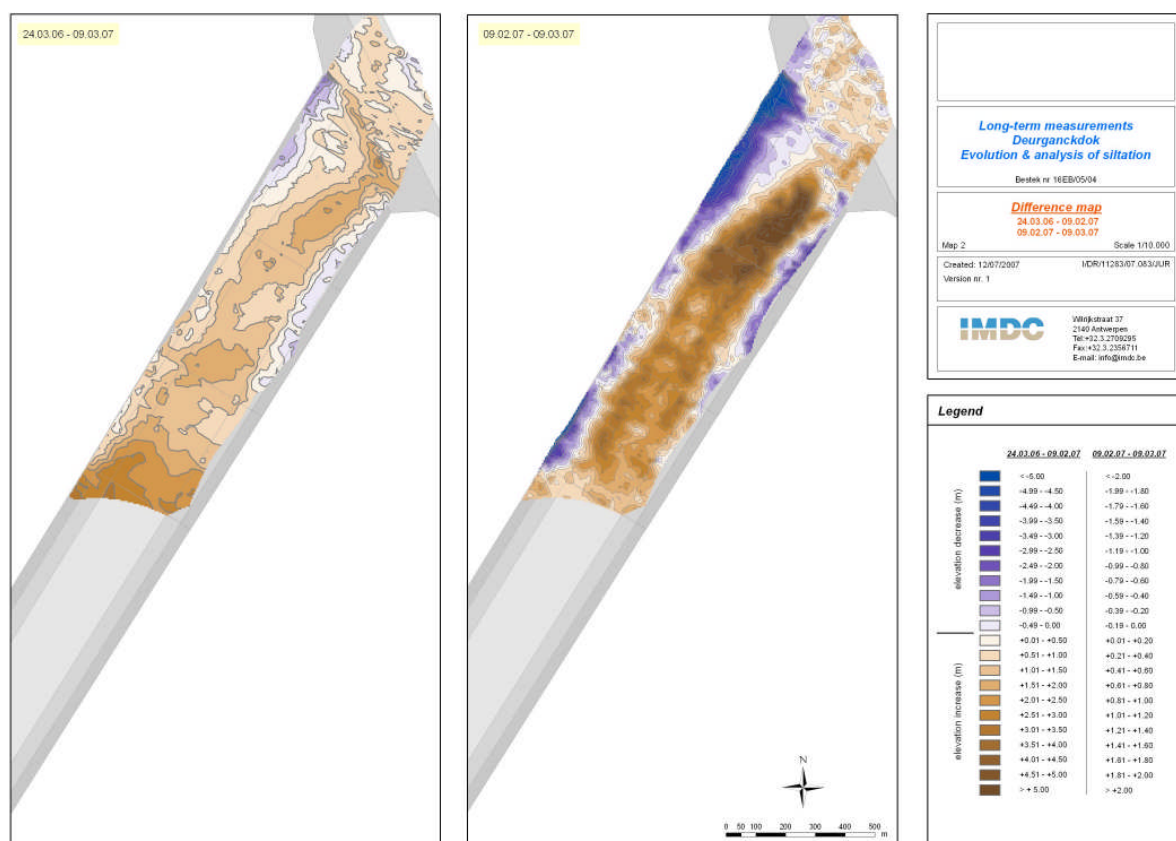 24.03.06 - 09.03.07
09.02.07 - 09.03.07
N
0 50 100 200 300 400 500
m
Long-term measurements
Deurganckdok
Evolution & analysis of siltation
Bestek nr 16EB/05/04
Difference map
24.03.06 - 09.02.07
09.02.07 - 09.03.07
Map 2 Scale 1/10.000
Created: 12/07/2007 I/DR/11283/07.083/JUR
Version nr. 1
IMDC
Wilrijkstraat 37
2140 Antwerpen
Tel:+32.3.2709295
Fax:+32.3.2356711
E-mail: info@imdc.be
Legend
24.03.06 - 09.02.07 09.02.07 - 09.03.07
elevation decrease (m)
< -5.00 < -2.00
-4.99 - -4.50 -1.99 - -1.80
-4.49 - -4.00 -1.79 - -1.60
-3.99 - -3.50 -1.59 - -1.40
-3.49 - -3.00 -1.39 - -1.20
-2.99 - -2.50 -1.19 - -1.00
-2.49 - -2.00 -0.99 - -0.80
-1.99 - -1.50 -0.79 - -0.60
-1.49 - -1.00 -0.59 - -0.40
-0.99 - -0.50 -0.39 - -0.20
-0.49 - 0.00 -0.19 - 0.00
elevation increase (m)
+0.01 - +0.50 +0.01 - +0.20
+0.51 - +1.00 +0.21 - +0.40
+1.01 - +1.50 +0.41 - +0.60
+1.51 - +2.00 +0.61 - +0.80
+2.01 - +2.50 +0.81 - +1.00
+2.51 - +3.00 +1.01 - +1.20
+3.01 - +3.50 +1.21 - +1.40
+3.51 - +4.00 +1.41 - +1.60
+4.01 - +4.50 +1.61 - +1.80
+4.51 - +5.00 +1.81 - +2.00
> + 5.00 > +2.00